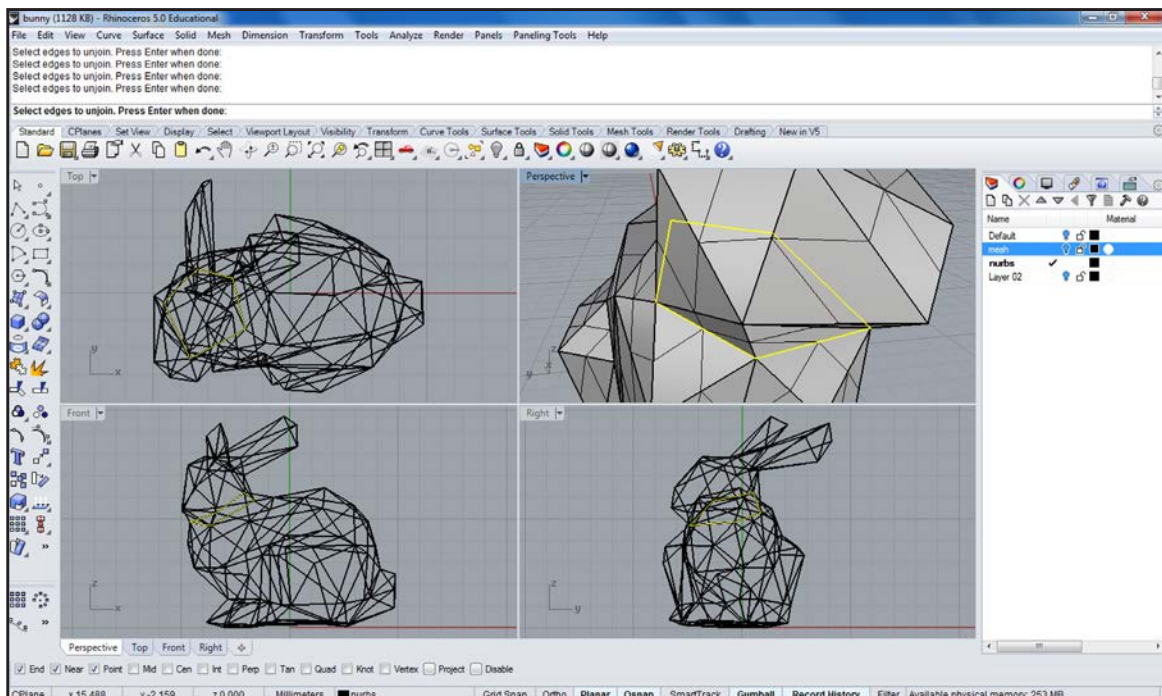 bunny (1128 KB) - Rhinoceros 5.0 Educational
File Edit View Curve Surface Solid Mesh Dimension Transform Tools Analyze Render Panels Paneling Tools Help
Select edges to unjoin. Press Enter when done:
Select edges to unjoin. Press Enter when done:
Select edges to unjoin. Press Enter when done:
Select edges to unjoin. Press Enter when done:
Select edges to unjoin. Press Enter when done:
Standard CPlanes Set View Display Select Viewport Layout Visibility Transform Curve Tools Surface Tools Solid Tools Mesh Tools Render Tools Drafting New in V5
Top
y
x
Perspective
z
y
x
Front
z
x
Right
z
y
Name Material
Default
mesh
nurbs
Layer 02
Perspective Top Front Right
End Near Point Mid Cen Int Perp Tan Quad Knot Vertex Project Disable
CPlane x 15.488 y -2.159 z 0.000 Millimeters nurbs Grid Snap Ortho Planar Osnap SmartTrack Gumball Record History Filter Available physical memory: 253 MB